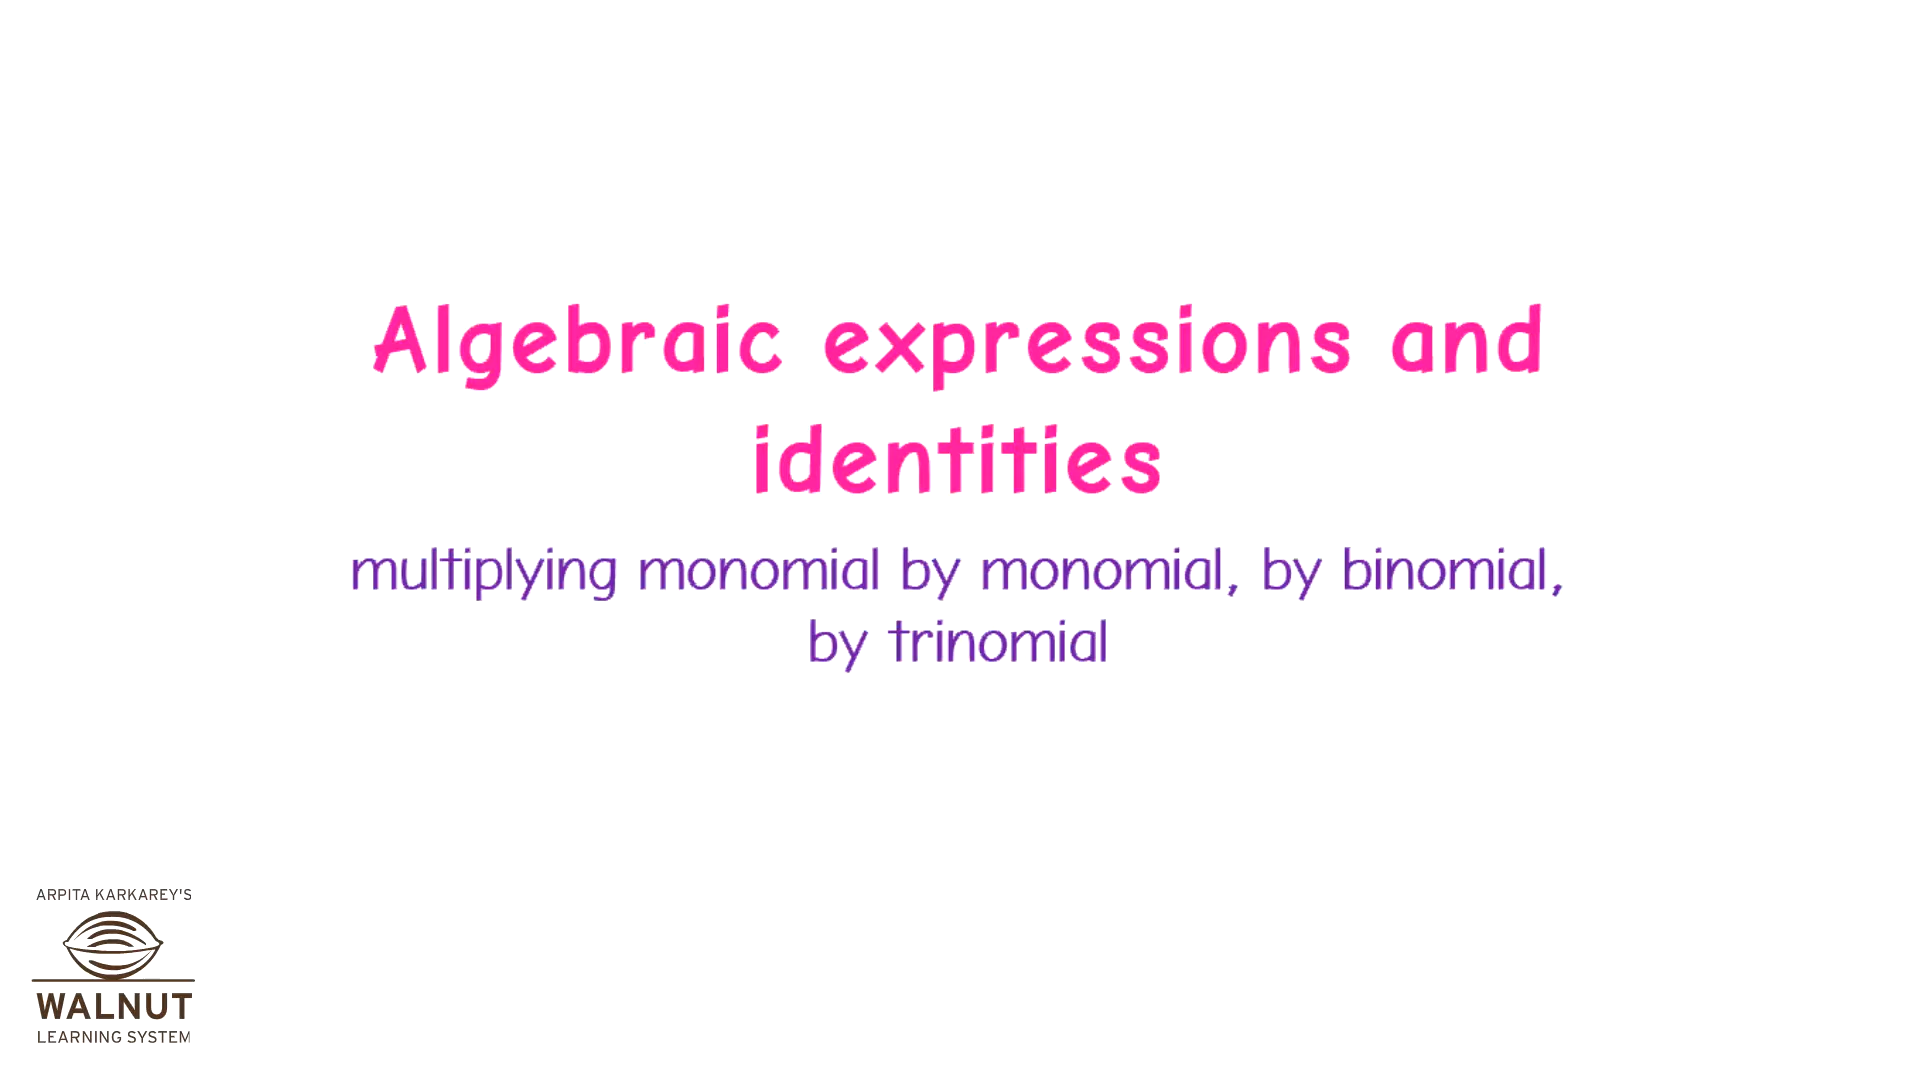 Algebraic expressions and
identities
multiplying monomial by monomial, by binomial,
by trinomial
ARPITA KARKAREY'S
WALNUT
LEARNING SYSTEM